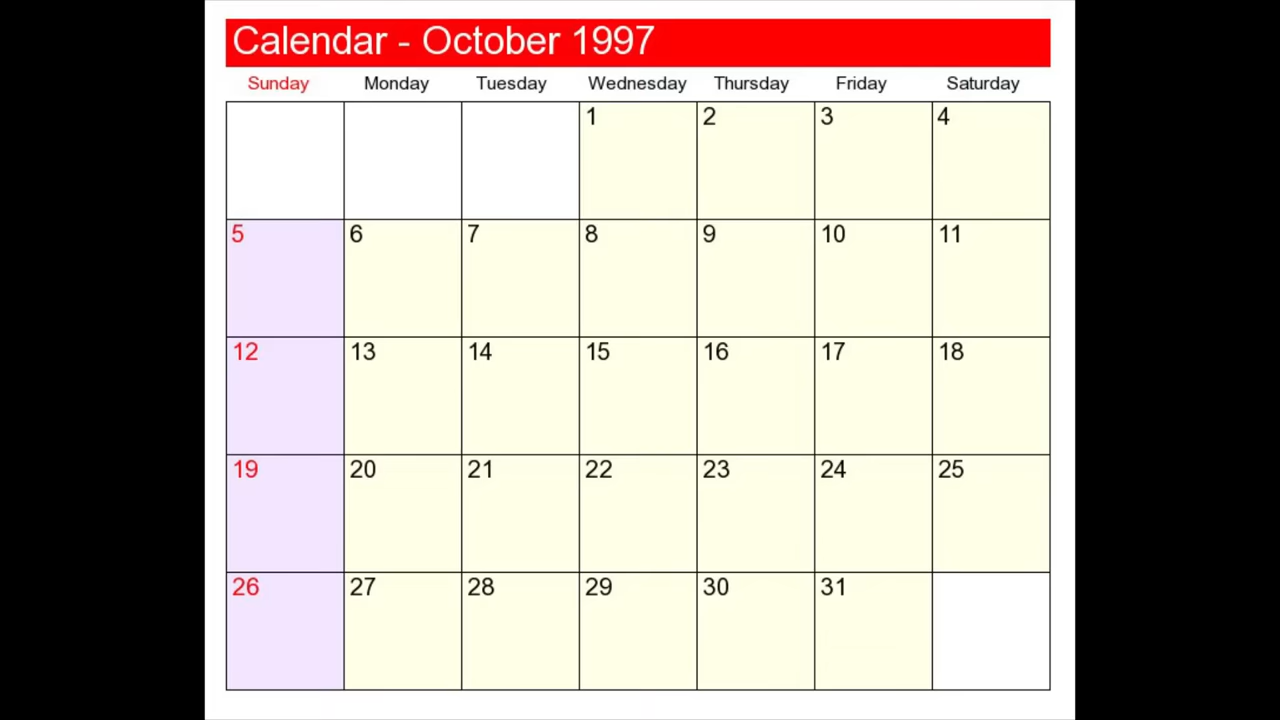 Calendar - October 1997
Sunday Monday Tuesday Wednesday Thursday Friday Saturday
1 2 3 4
5 6 7 8 9 10 11
12 13 14 15 16 17 18
19 20 21 22 23 24 25
26 27 28 29 30 31